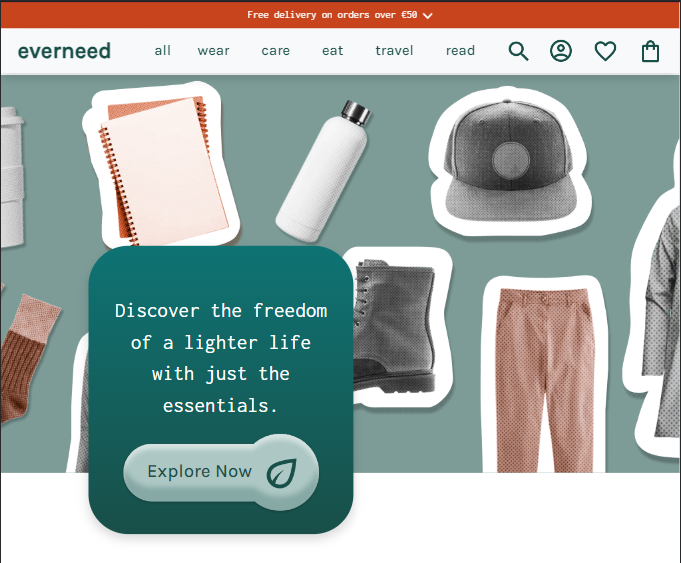 Free delivery on orders over €50
everneed
all wear care eat travel read
Discover the freedom
of a lighter life
with just the
essentials.
Explore Now